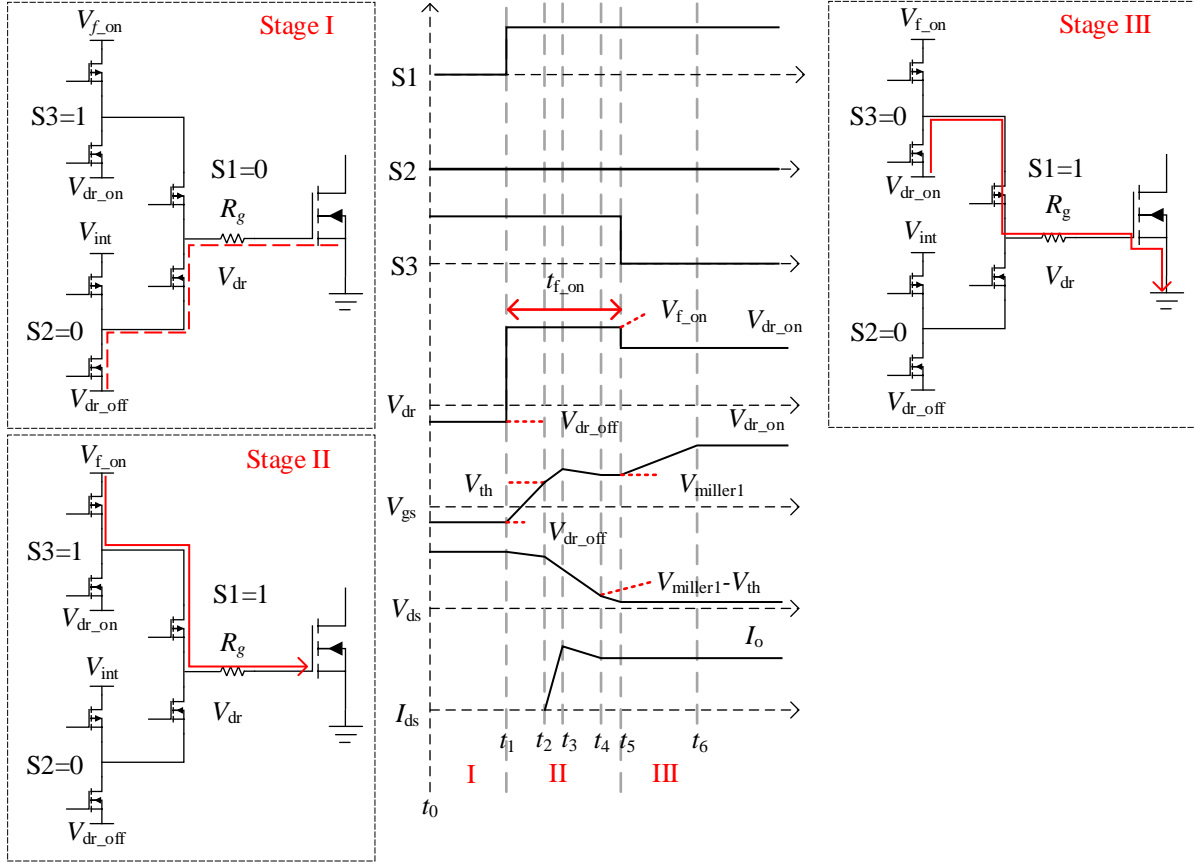 Stage I
V_f_on
S3=1
V_dr_on
S1=0
R_g
V_int
V_dr
S2=0
V_dr_off
Stage II
V_f_on
S3=1
V_dr_on
S1=1
R_g
V_int
V_dr
S2=0
V_dr_off
S1
S2
S3
t_f_on
V_f_on
V_dr_on
V_dr
V_dr_off
V_dr_on
V_th
V_miller1
V_gs
V_dr_off
V_miller1-V_th
V_ds
I_o
I_ds
t_1 t_2 t_3 t_4 t_5 t_6
I II III
t_0
Stage III
V_f_on
S3=0
V_dr_on
S1=1
R_g
V_int
V_dr
S2=0
V_dr_off